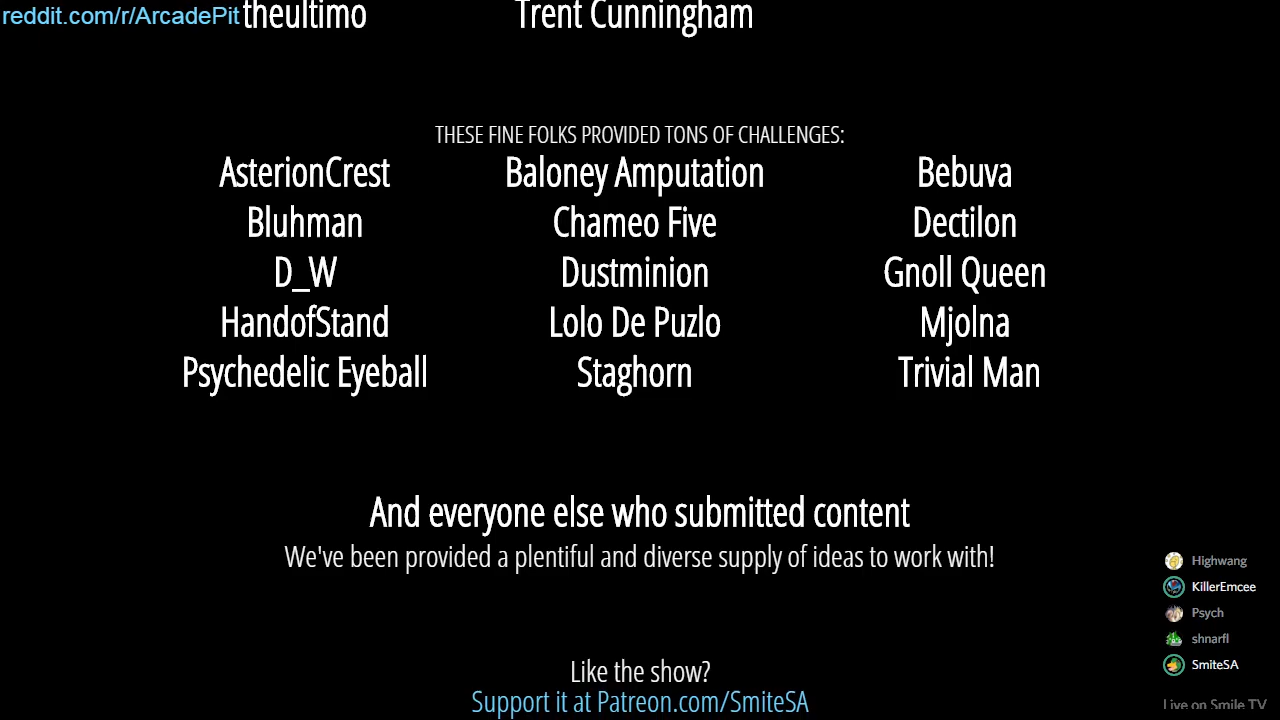 reddit.com/r/ArcadePit theultimo Trent Cunningham
THESE FINE FOLKS PROVIDED TONS OF CHALLENGES:
AsterionCrest Baloney Amputation Bebuva
Bluhman Chameo Five Dectilon
D_W Dustminion Gnoll Queen
HandofStand Lolo De Puzlo Mjolna
Psychedelic Eyeball Staghorn Trivial Man
And everyone else who submitted content
We've been provided a plentiful and diverse supply of ideas to work with!
Highwang
KillerEmcee
Psych
shnarfl
SmiteSA
Like the show?
Support it at Patreon.com/SmiteSA
Live on Smile TV